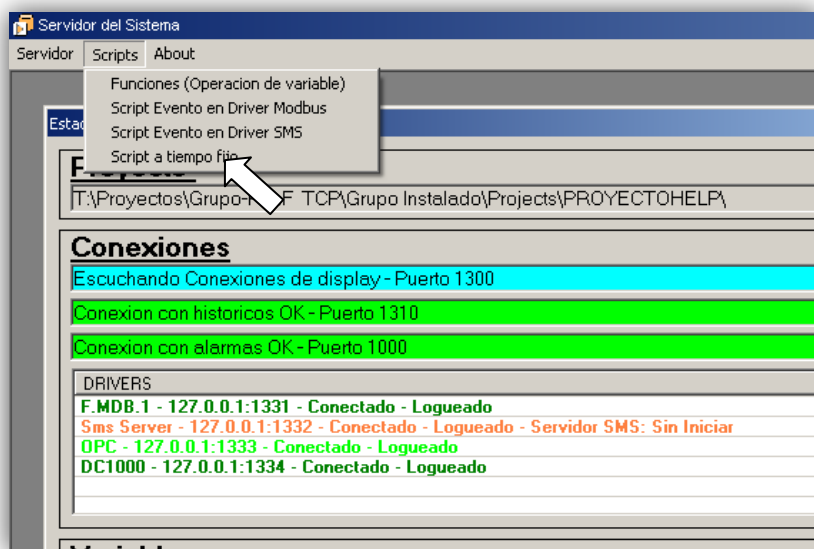 Servidor del Sistema
Servidor Scripts About
Funciones (Operacion de variable)
Script Evento en Driver Modbus
Script Evento en Driver SMS
Script a tiempo fijo
Proyecto
T:\Proyectos\Grupo- F TCP\Grupo Instalado\Projects\PROYECTOHELP\
Conexiones
Escuchando Conexiones de display - Puerto 1300
Conexion con historicos OK - Puerto 1310
Conexion con alarmas OK - Puerto 1000
DRIVERS
F.MDB.1 - 127.0.0.1:1331 - Conectado - Logueado
Sms Server - 127.0.0.1:1332 - Conectado - Logueado - Servidor SMS: Sin Iniciar
OPC - 127.0.0.1:1333 - Conectado - Logueado
DC1000 - 127.0.0.1:1334 - Conectado - Logueado